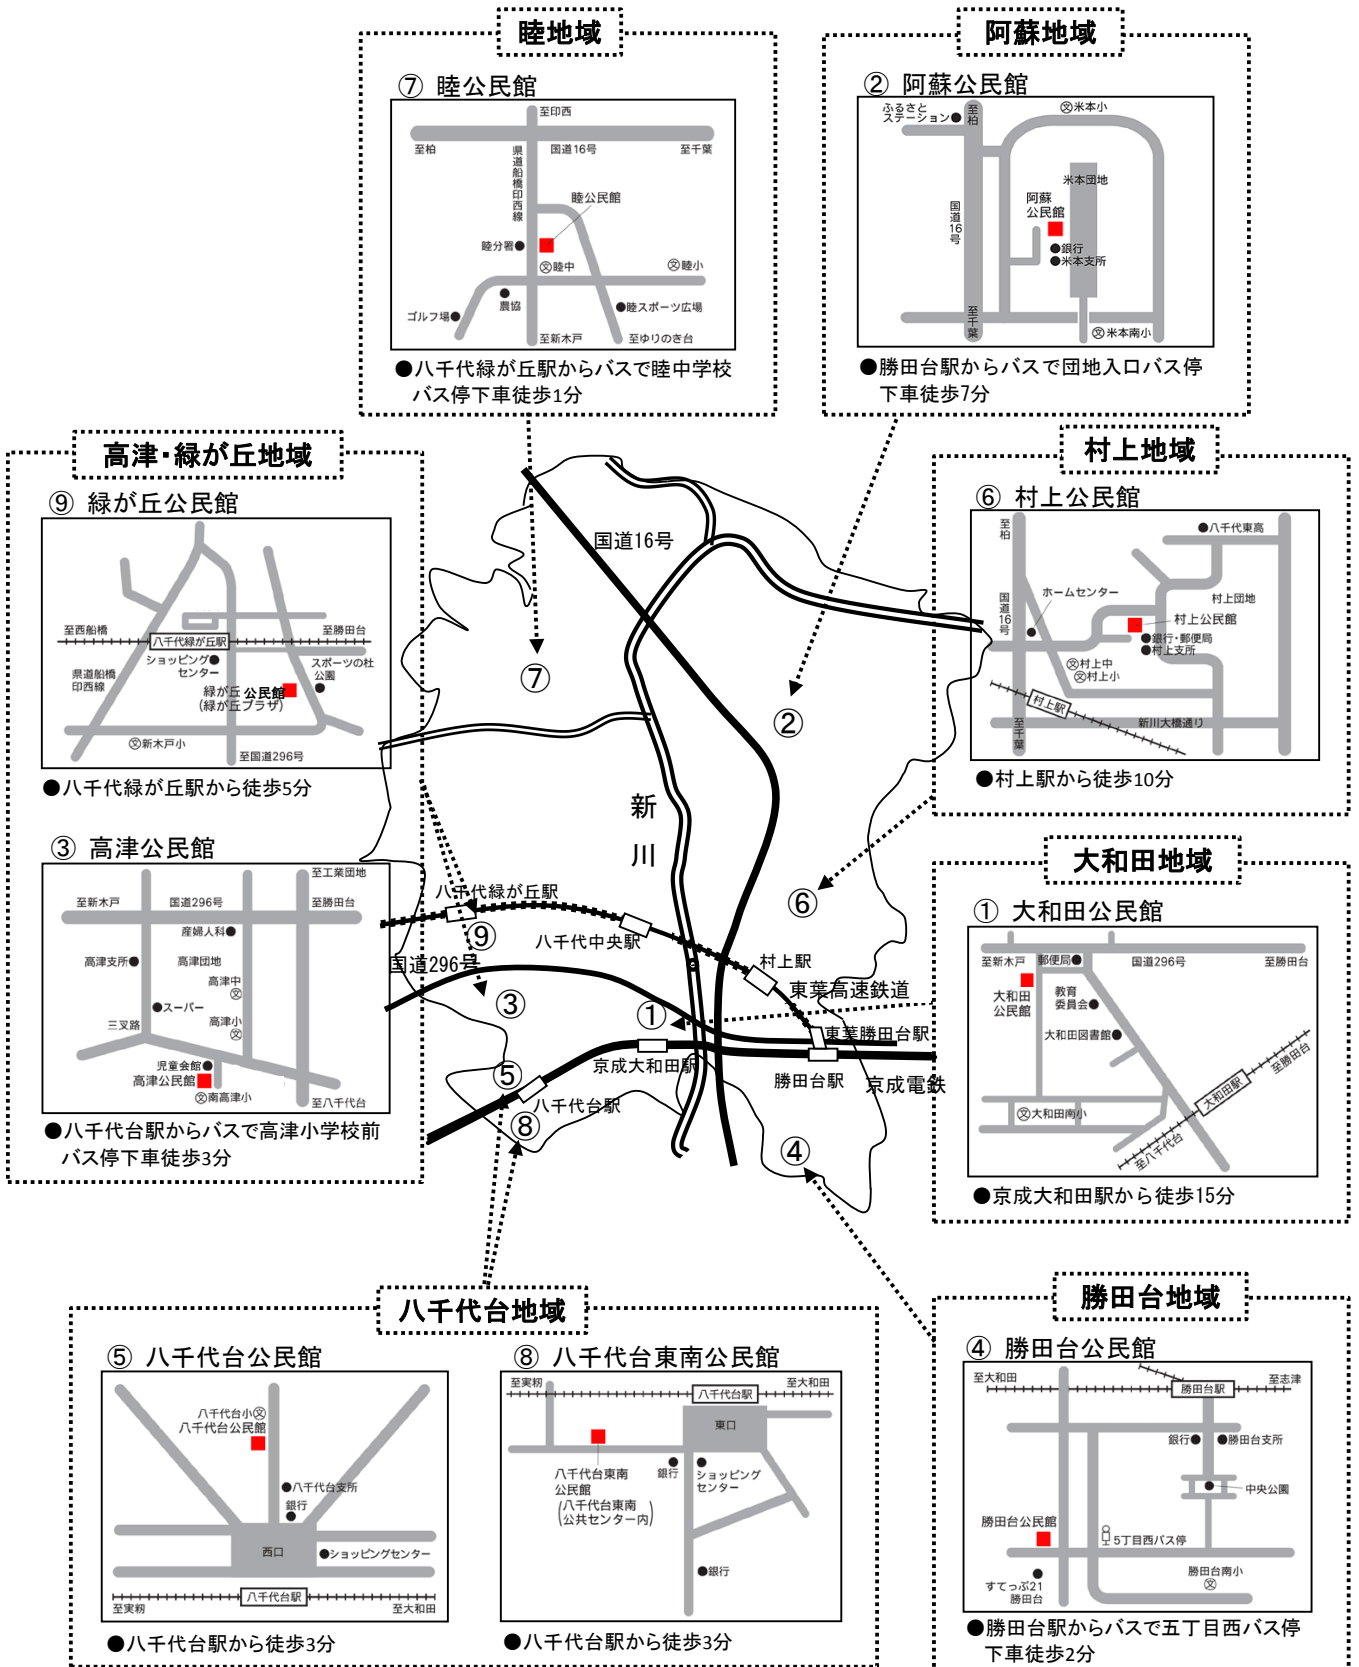 睦地域
⑦ 睦公民館
至印西
至柏
国道16号
至千葉
県道船橋印西線
睦公民館
睦分署
文睦中
文睦小
農協
睦スポーツ広場
ゴルフ場
至新木戸
至ゆりのき台
●八千代緑が丘駅からバスで睦中学校
バス停下車徒歩1分
阿蘇地域
② 阿蘇公民館
ふるさと
ステーション
至柏
文米本小
米本団地
阿蘇
公民館
国道16号
銀行
米本支所
至千葉
文米本南小
●勝田台駅からバスで団地入口バス停
下車徒歩7分
高津・緑が丘地域
⑨ 緑が丘公民館
至西船橋
八千代緑が丘駅
至勝田台
ショッピング
センター
スポーツの杜
公園
県道船橋
印西線
緑が丘公民館
(緑が丘プラザ)
文新木戸小
至国道296号
●八千代緑が丘駅から徒歩5分
③ 高津公民館
至工業団地
至新木戸
国道296号
至勝田台
産婦人科
高津支所
高津団地
高津中
文
スーパー
三叉路
高津小
文
児童会館
高津公民館
文南高津小
至八千代台
●八千代台駅からバスで高津小学校前
バス停下車徒歩3分
村上地域
⑥ 村上公民館
至柏
八千代東高
ホームセンター
国道16号
村上団地
村上公民館
銀行・郵便局
村上支所
文村上中
文村上小
村上駅
新川大橋通り
至千葉
●村上駅から徒歩10分
大和田地域
① 大和田公民館
至新木戸
郵便局
国道296号
至勝田台
大和田
公民館
教育
委員会
大和田図書館
大和田駅
至勝田台
文大和田南小
至八千代台
●京成大和田駅から徒歩15分
国道16号
⑦
②
新川
⑥
八千代緑が丘駅
⑨
八千代中央駅
村上駅
国道296号
東葉高速鉄道
③
①
東葉勝田台駅
京成大和田駅
勝田台駅
京成電鉄
⑤
八千代台駅
⑧
④
八千代台地域
⑤ 八千代台公民館
八千代台小文
八千代台公民館
八千代台支所
銀行
西口
ショッピングセンター
八千代台駅
至実籾
至大和田
●八千代台駅から徒歩3分
⑧ 八千代台東南公民館
至実籾
八千代台駅
至大和田
東口
八千代台東南
公民館
(八千代台東南
公共センター内)
銀行
ショッピング
センター
銀行
●八千代台駅から徒歩3分
勝田台地域
④ 勝田台公民館
至大和田
勝田台駅
至志津
銀行
勝田台支所
中央公園
勝田台公民館
5丁目西バス停
すてっぷ21
勝田台
勝田台南小
文
●勝田台駅からバスで五丁目西バス停
下車徒歩2分